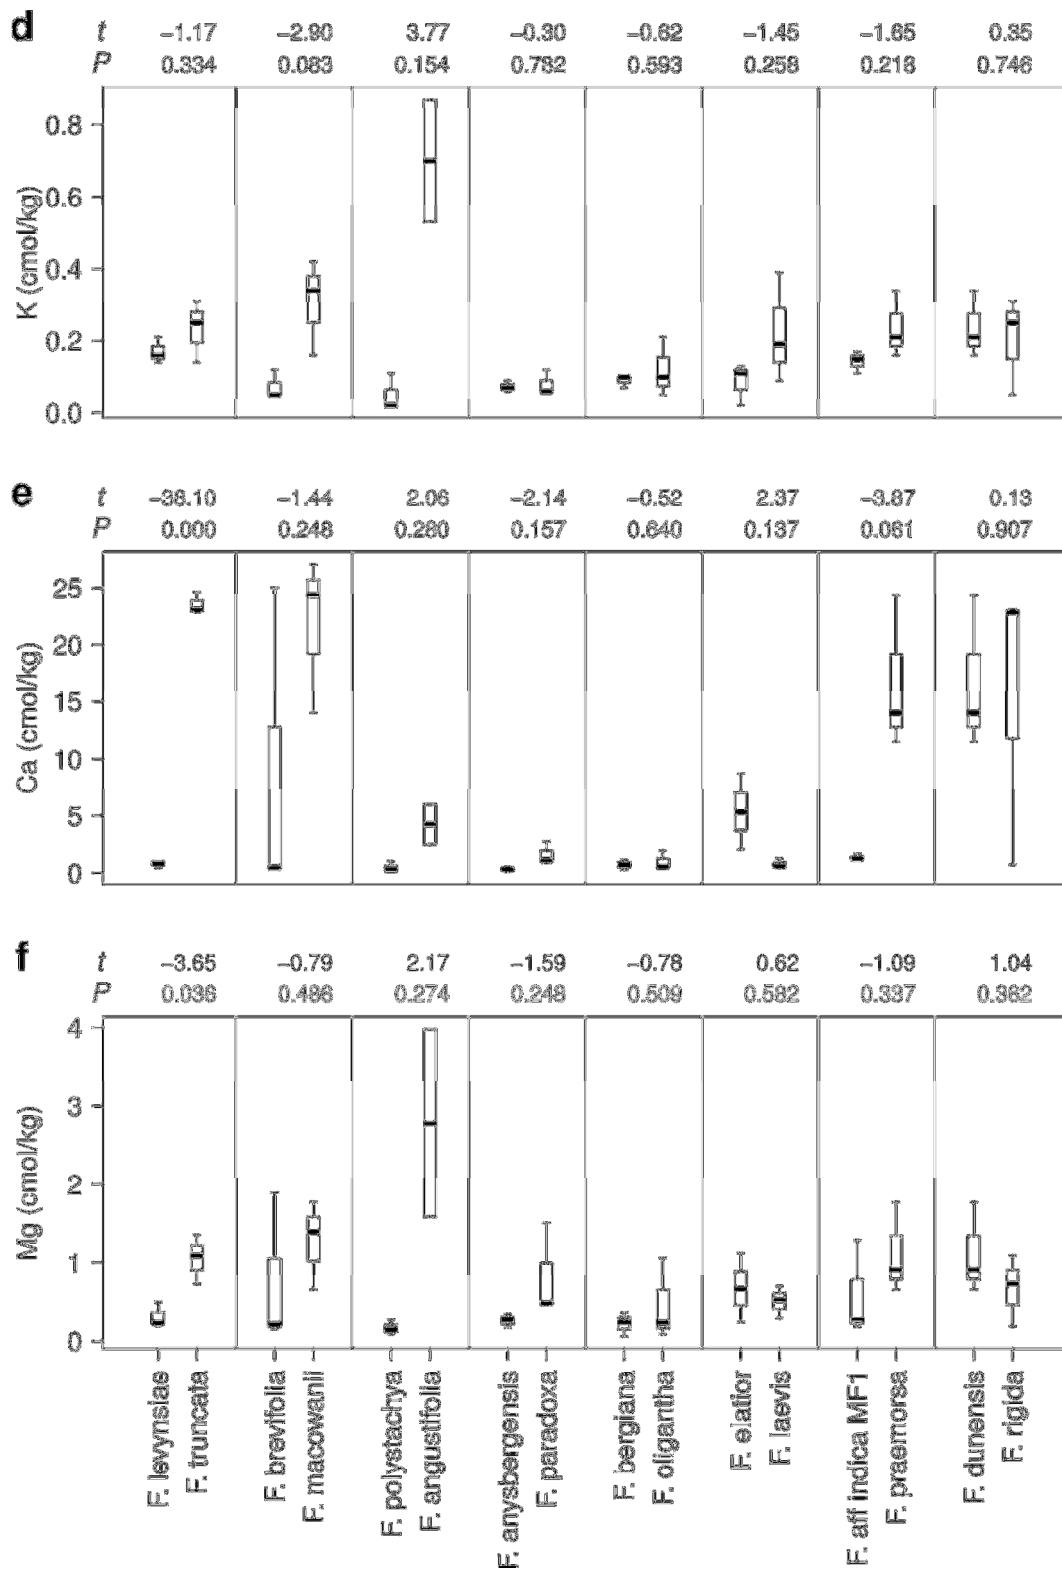 d
t −1.17 −2.90 3.77 −0.30 −0.62 −1.45 −1.65 0.35
P 0.334 0.083 0.154 0.782 0.593 0.258 0.218 0.746
K (cmol/kg)
0.8
0.6
0.4
0.2
0.0
e
t −38.10 −1.44 2.06 −2.14 −0.52 2.37 −3.87 0.13
P 0.000 0.248 0.280 0.157 0.640 0.137 0.061 0.907
Ca (cmol/kg)
25
20
15
10
5
0
f
t −3.65 −0.79 2.17 −1.59 −0.78 0.62 −1.09 1.04
P 0.036 0.486 0.274 0.248 0.509 0.582 0.337 0.382
Mg (cmol/kg)
4
3
2
1
0
F. levynsiae
F. truncata
F. brevifolia
F. macowanii
F. polystachya
F. angustifolia
F. anysbergensis
F. paradoxa
F. bergiana
F. oligantha
F. elatior
F. laevis
F. aff indica MF1
F. praemorsa
F. dunensis
F. rigida